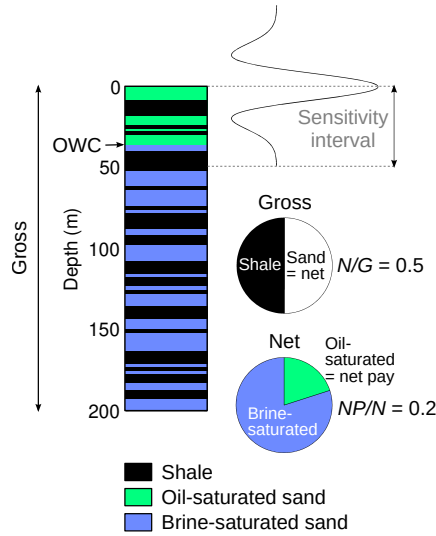 0
Sensitivity
interval
OWC
50
Gross
Depth (m)
100
150
200
Gross
Shale
Sand
= net
N/G = 0.5
Net
Oil-
saturated
= net pay
Brine-
saturated
NP/N = 0.2
Shale
Oil-saturated sand
Brine-saturated sand